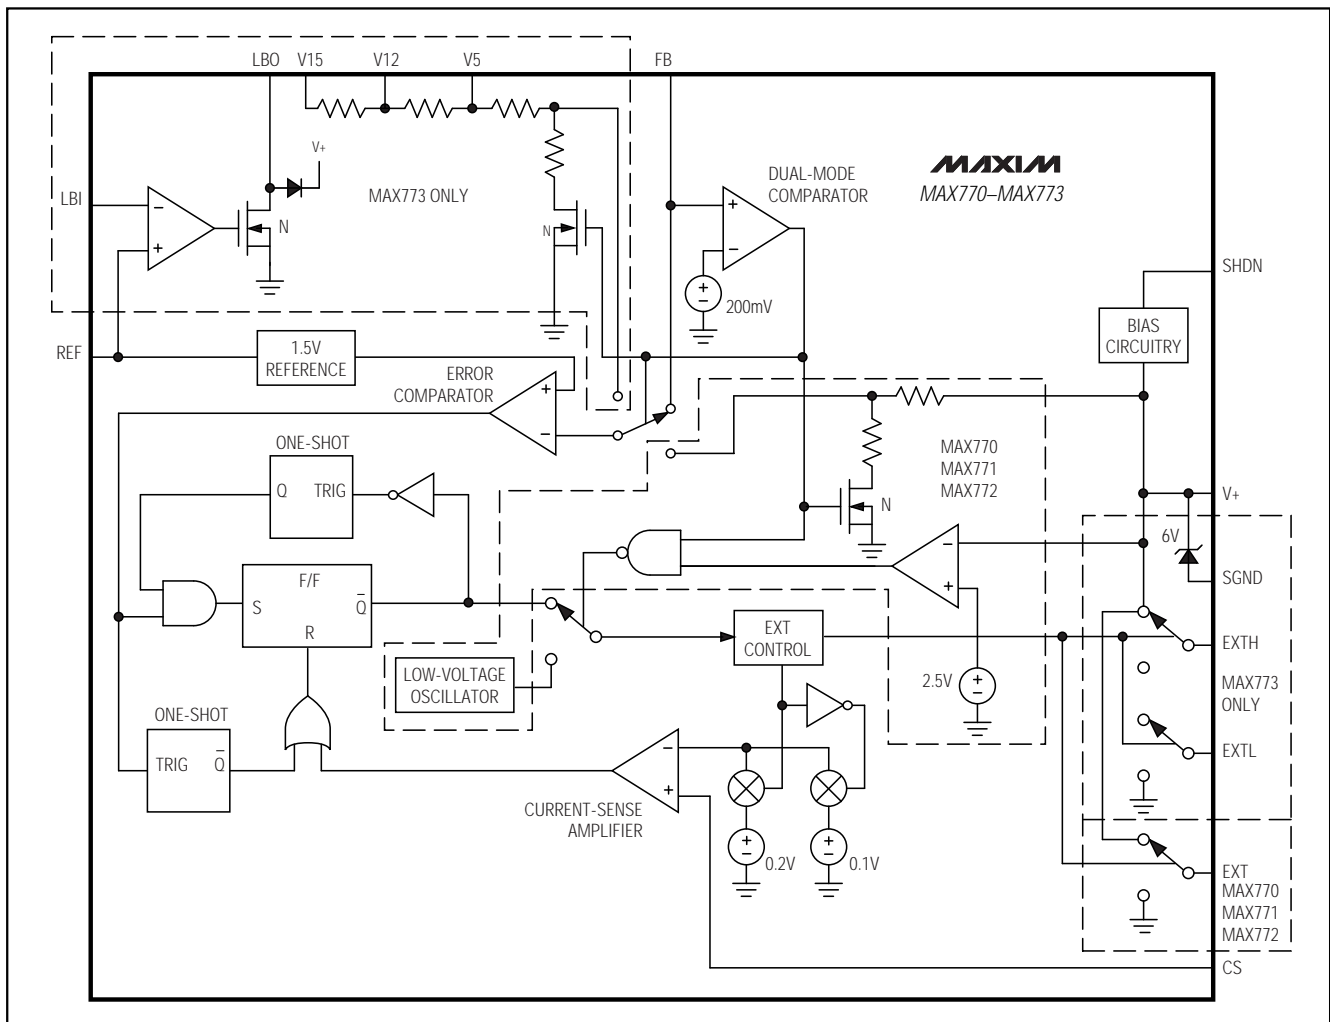 LBO V15 V12 V5 FB
V+
LBI
−
+
N
MAX773 ONLY
N
DUAL-MODE
COMPARATOR
+
−
+
−
200mV
MAXIM
MAX770–MAX773
SHDN
BIAS
CIRCUITRY
REF
1.5V
REFERENCE
ERROR
COMPARATOR
+
−
MAX770
MAX771
MAX772
N
ONE-SHOT
Q TRIG
V+
6V
SGND
−
+
F/F
S Q
R
EXT
CONTROL
EXTH
LOW-VOLTAGE
OSCILLATOR
2.5V
+
−
MAX773
ONLY
ONE-SHOT
TRIG Q
EXTL
−
+
CURRENT-SENSE
AMPLIFIER
+
−
0.2V
+
−
0.1V
EXT
MAX770
MAX771
MAX772
CS